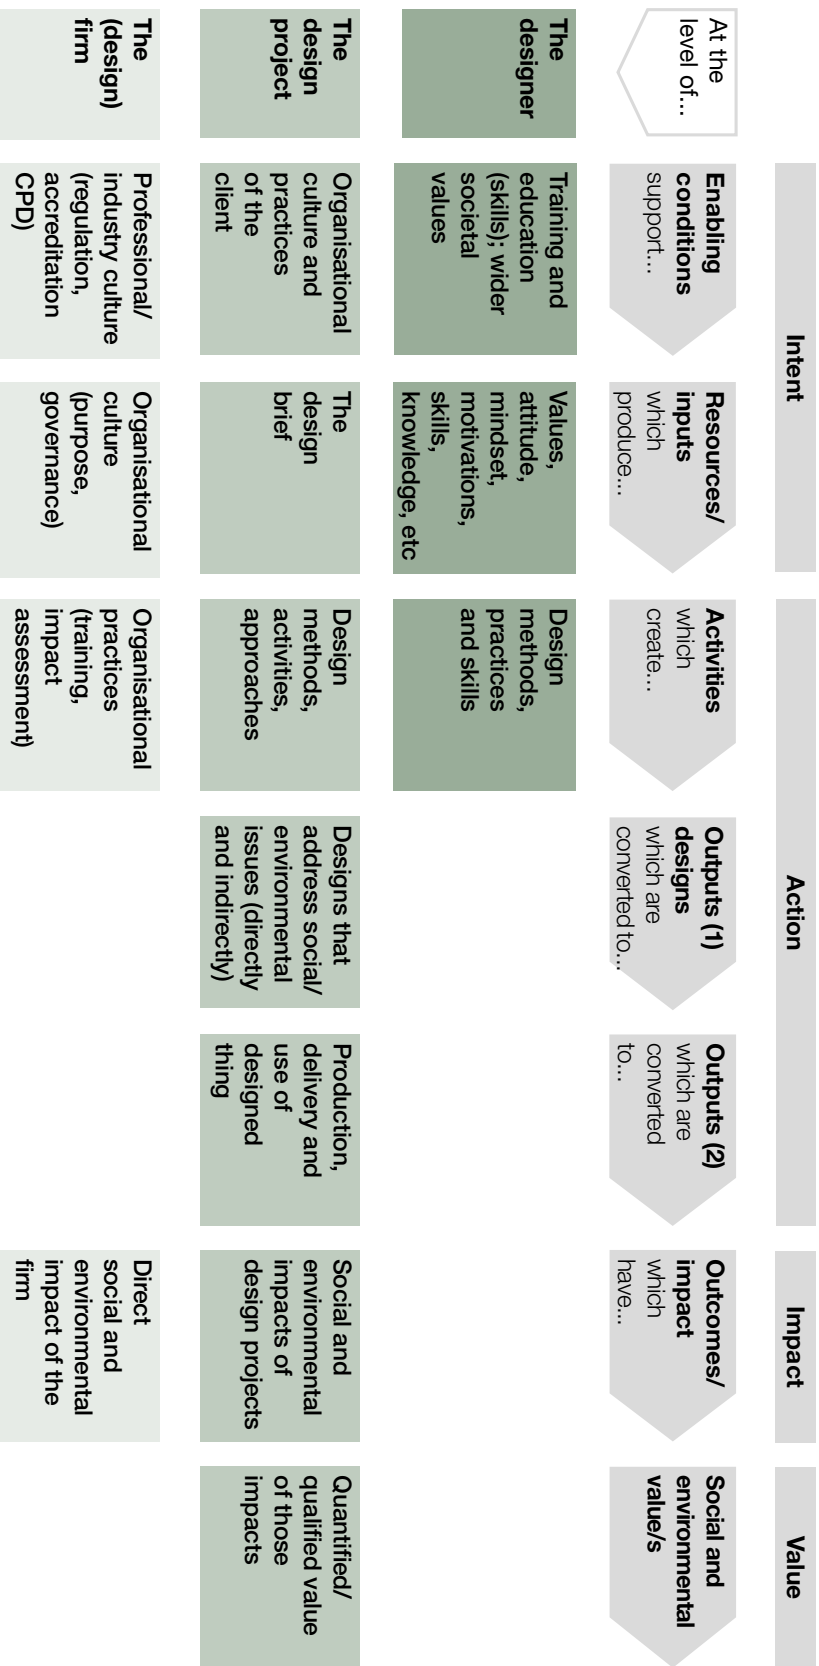 Intent
Action
Impact
Value
At the
level of...
Enabling
conditions
support...
Resources/
inputs
which
produce...
Activities
which
create...
Outputs (1)
designs
which are
converted to...
Outputs (2)
which are
converted
to...
Outcomes/
impact
which
have...
Social and
environmental
value/s
The
designer
Training and
education
(skills); wider
societal
values
Values,
attitude,
mindset,
motivations,
skills,
knowledge, etc
Design
methods,
practices
and skills
The
design
project
Organisational
culture and
practices
of the
client
The
design
brief
Design
methods,
activities,
approaches
Designs that
address social/
environmental
issues (directly
and indirectly)
Production,
delivery and
use of
designed
thing
Social and
environmental
impacts of
design projects
Quantified/
qualified value
of those
impacts
The
(design)
firm
Professional/
industry culture
(regulation,
accreditation
CPD)
Organisational
culture
(purpose,
governance)
Organisational
practices
(training,
impact
assessment)
Direct
social and
environmental
impact of the
firm